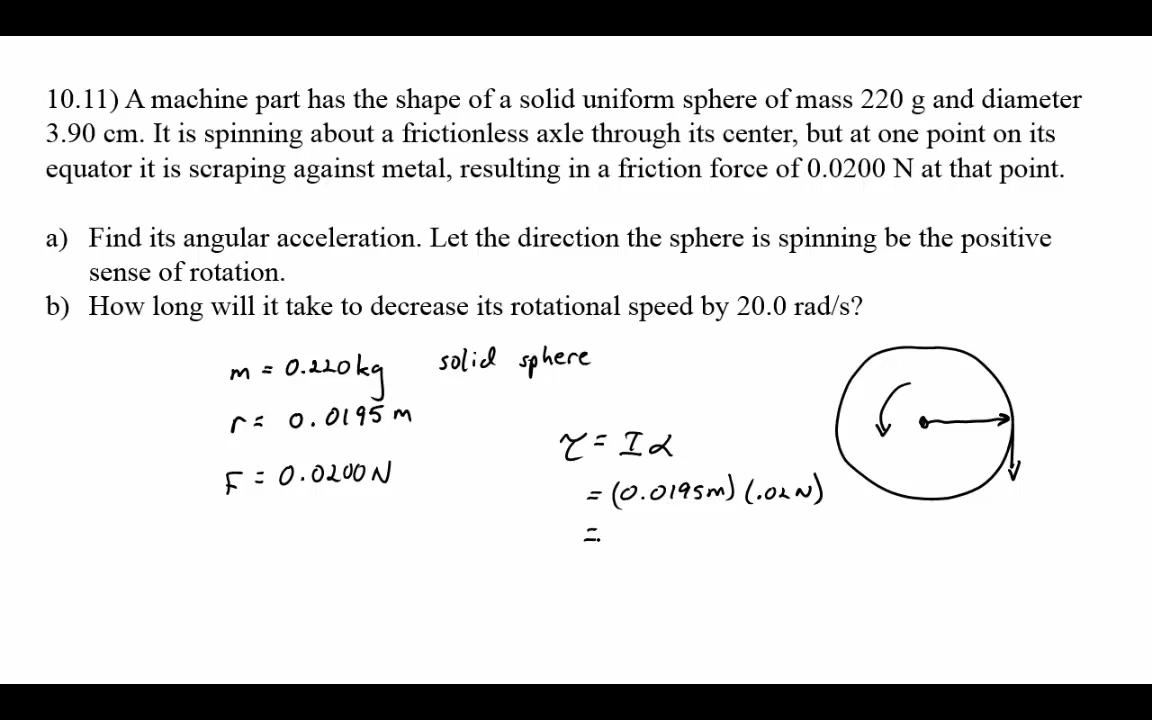 10.11) A machine part has the shape of a solid uniform sphere of mass 220 g and diameter
3.90 cm. It is spinning about a frictionless axle through its center, but at one point on its
equator it is scraping against metal, resulting in a friction force of 0.0200 N at that point.
a) Find its angular acceleration. Let the direction the sphere is spinning be the positive
sense of rotation.
b) How long will it take to decrease its rotational speed by 20.0 rad/s?
m = 0.220 kg
solid sphere
r = 0.0195 m
F = 0.0200 N
τ = Iα
= (0.0195m) (.02N)
=